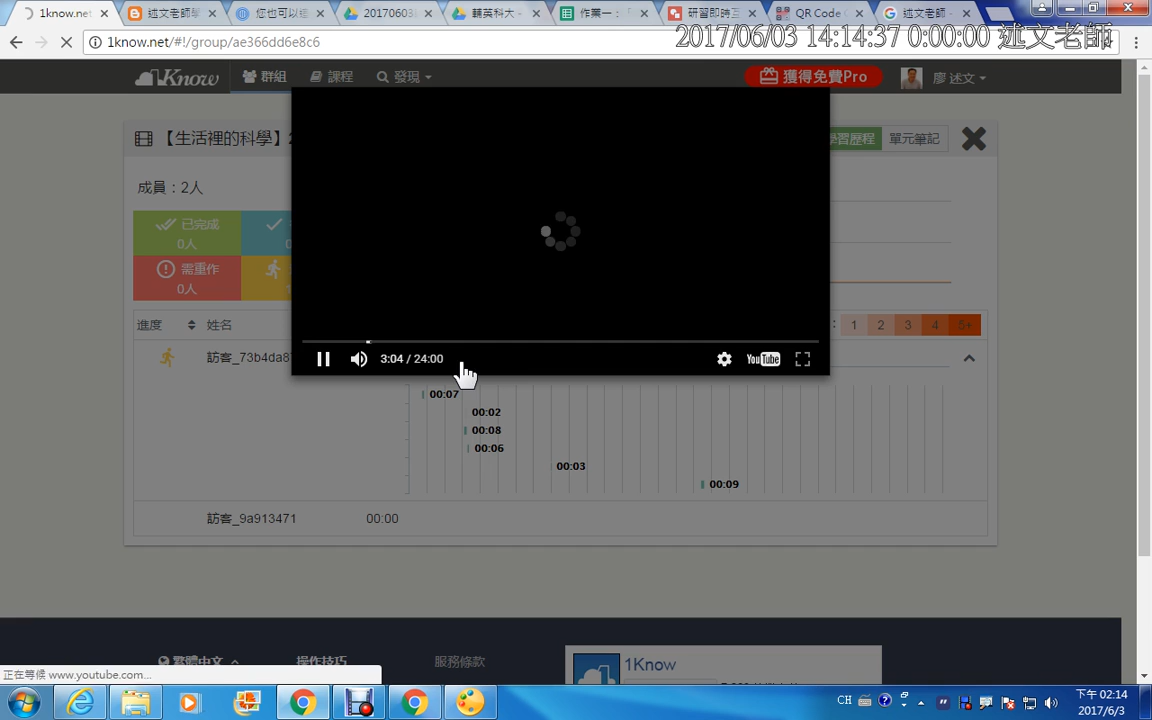 1know.net
述文老師學
您也可以這
20170603
輔英科大 -
作業一：「
研習即時互
QR Code
述文老師 -
1know.net/#!/group/ae366dd6e8c6
2017/06/03 14:14:37 0:00:00 述文老師
1Know 群組 課程 發現 獲得免費Pro 廖 述文
【生活裡的科學】2 學習歷程 單元筆記
成員：2人
已完成
0人
需重作
0人
進度 姓名 : 1 2 3 4 5+
訪客_73b4da8
3:04 / 24:00 YouTube
00:07
00:02
00:08
00:06
00:03
00:09
訪客_9a913471 00:00
繁體中文 操作技巧 服務條款 1Know
正在等候 www.youtube.com...
CH 下午 02:14
2017/6/3